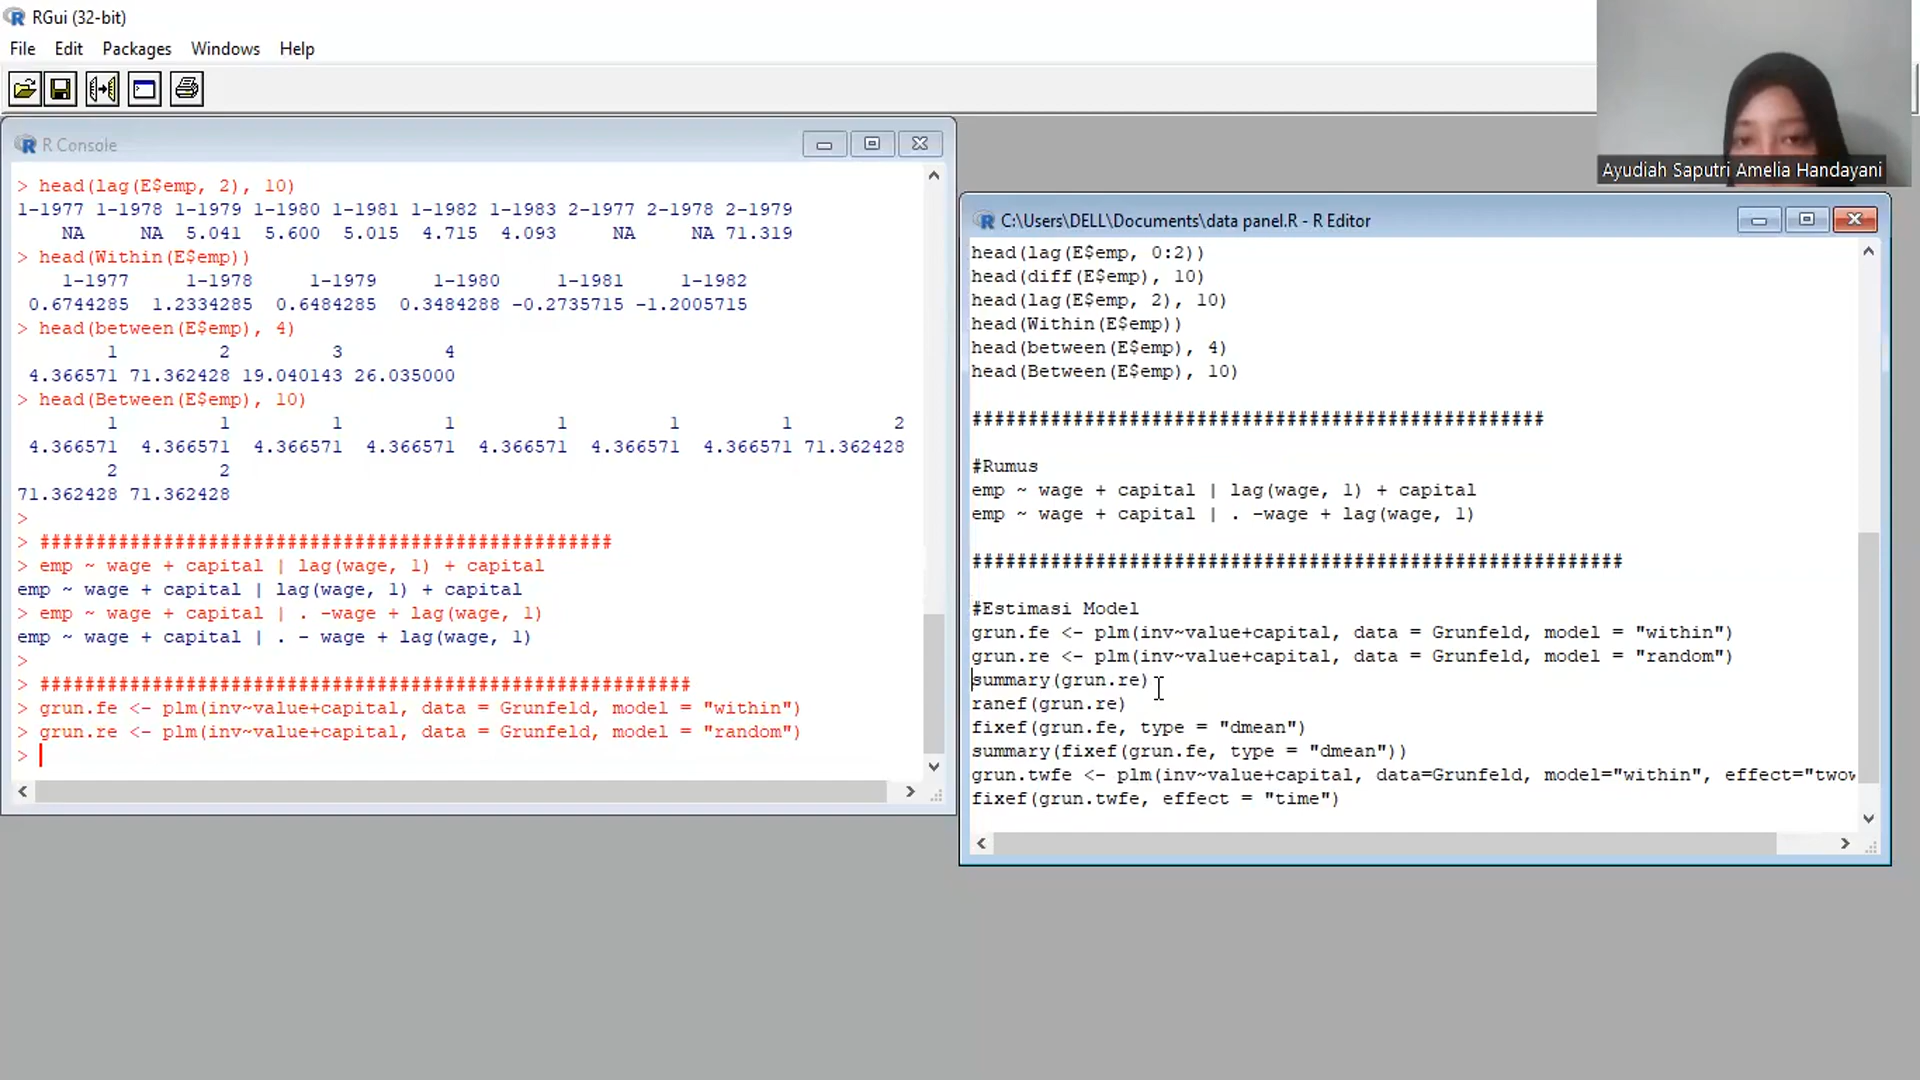 RGui (32-bit)
File Edit Packages Windows Help
Ayudiah Saputri Amelia Handayani
R Console
> head(lag(E$emp, 2), 10)
1-1977 1-1978 1-1979 1-1980 1-1981 1-1982 1-1983 2-1977 2-1978 2-1979
NA NA 5.041 5.600 5.015 4.715 4.093 NA NA 71.319
> head(Within(E$emp))
1-1977 1-1978 1-1979 1-1980 1-1981 1-1982
0.6744285 1.2334285 0.6484285 0.3484288 -0.2735715 -1.2005715
> head(between(E$emp), 4)
1 2 3 4
4.366571 71.362428 19.040143 26.035000
> head(Between(E$emp), 10)
1 1 1 1 1 1 1 2
4.366571 4.366571 4.366571 4.366571 4.366571 4.366571 4.366571 71.362428
2 2
71.362428 71.362428
>
> ###################################################
> emp ~ wage + capital | lag(wage, 1) + capital
emp ~ wage + capital | lag(wage, 1) + capital
> emp ~ wage + capital | . -wage + lag(wage, 1)
emp ~ wage + capital | . - wage + lag(wage, 1)
>
> ##########################################################
> grun.fe <- plm(inv~value+capital, data = Grunfeld, model = "within")
> grun.re <- plm(inv~value+capital, data = Grunfeld, model = "random")
>
C:\Users\DELL\Documents\data panel.R - R Editor
head(lag(E$emp, 0:2))
head(diff(E$emp), 10)
head(lag(E$emp, 2), 10)
head(Within(E$emp))
head(between(E$emp), 4)
head(Between(E$emp), 10)
###################################################
#Rumus
emp ~ wage + capital | lag(wage, 1) + capital
emp ~ wage + capital | . -wage + lag(wage, 1)
##########################################################
#Estimasi Model
grun.fe <- plm(inv~value+capital, data = Grunfeld, model = "within")
grun.re <- plm(inv~value+capital, data = Grunfeld, model = "random")
summary(grun.re)
ranef(grun.re)
fixef(grun.fe, type = "dmean")
summary(fixef(grun.fe, type = "dmean"))
grun.twfe <- plm(inv~value+capital, data=Grunfeld, model="within", effect="twow
fixef(grun.twfe, effect = "time")